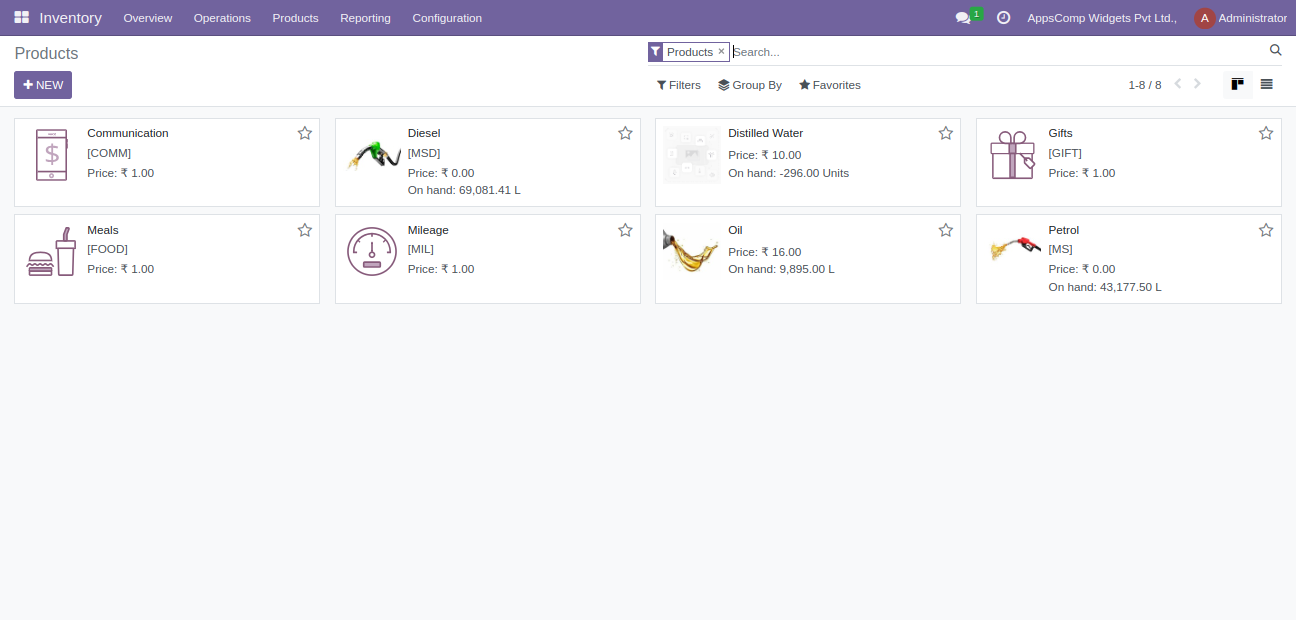 Inventory Overview Operations Products Reporting Configuration 1 AppsComp Widgets Pvt Ltd., A Administrator
Products
Products × Search...
+ NEW
Filters Group By Favorites 1-8 / 8
Communication
[COMM]
Price: ₹ 1.00
$
Diesel
[MSD]
Price: ₹ 0.00
On hand: 69,081.41 L
Distilled Water
Price: ₹ 10.00
On hand: -296.00 Units
Gifts
[GIFT]
Price: ₹ 1.00
Meals
[FOOD]
Price: ₹ 1.00
Mileage
[MIL]
Price: ₹ 1.00
Oil
Price: ₹ 16.00
On hand: 9,895.00 L
Petrol
[MS]
Price: ₹ 0.00
On hand: 43,177.50 L